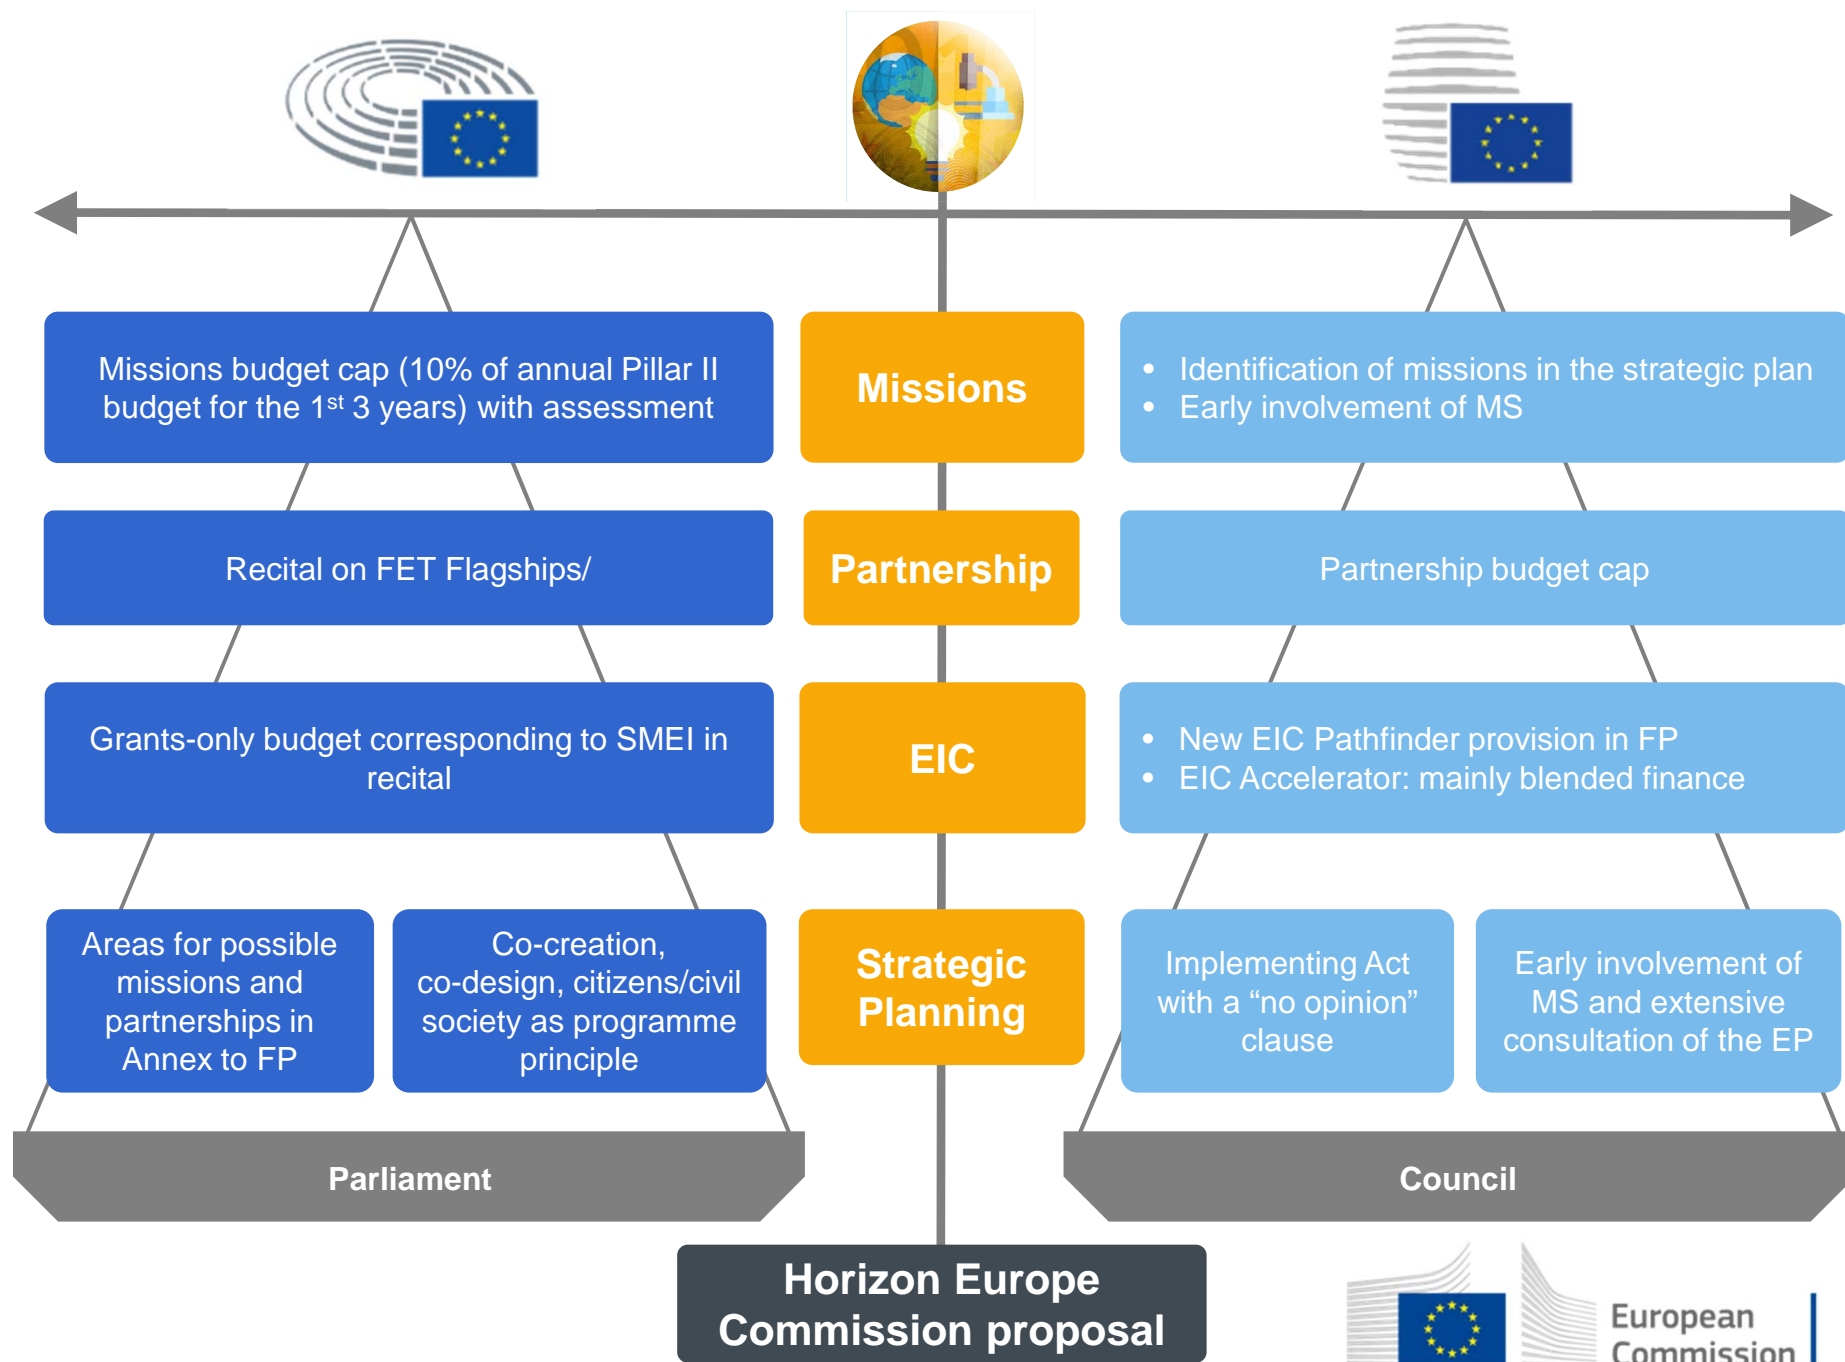 Missions budget cap (10% of annual Pillar II
budget for the 1st 3 years) with assessment
Missions
• Identification of missions in the strategic plan
• Early involvement of MS
Recital on FET Flagships/
Partnership
Partnership budget cap
Grants-only budget corresponding to SMEI in
recital
EIC
• New EIC Pathfinder provision in FP
• EIC Accelerator: mainly blended finance
Areas for possible
missions and
partnerships in
Annex to FP
Co-creation,
co-design, citizens/civil
society as programme
principle
Strategic
Planning
Implementing Act
with a “no opinion”
clause
Early involvement of
MS and extensive
consultation of the EP
Parliament
Council
Horizon Europe
Commission proposal
European
Commission